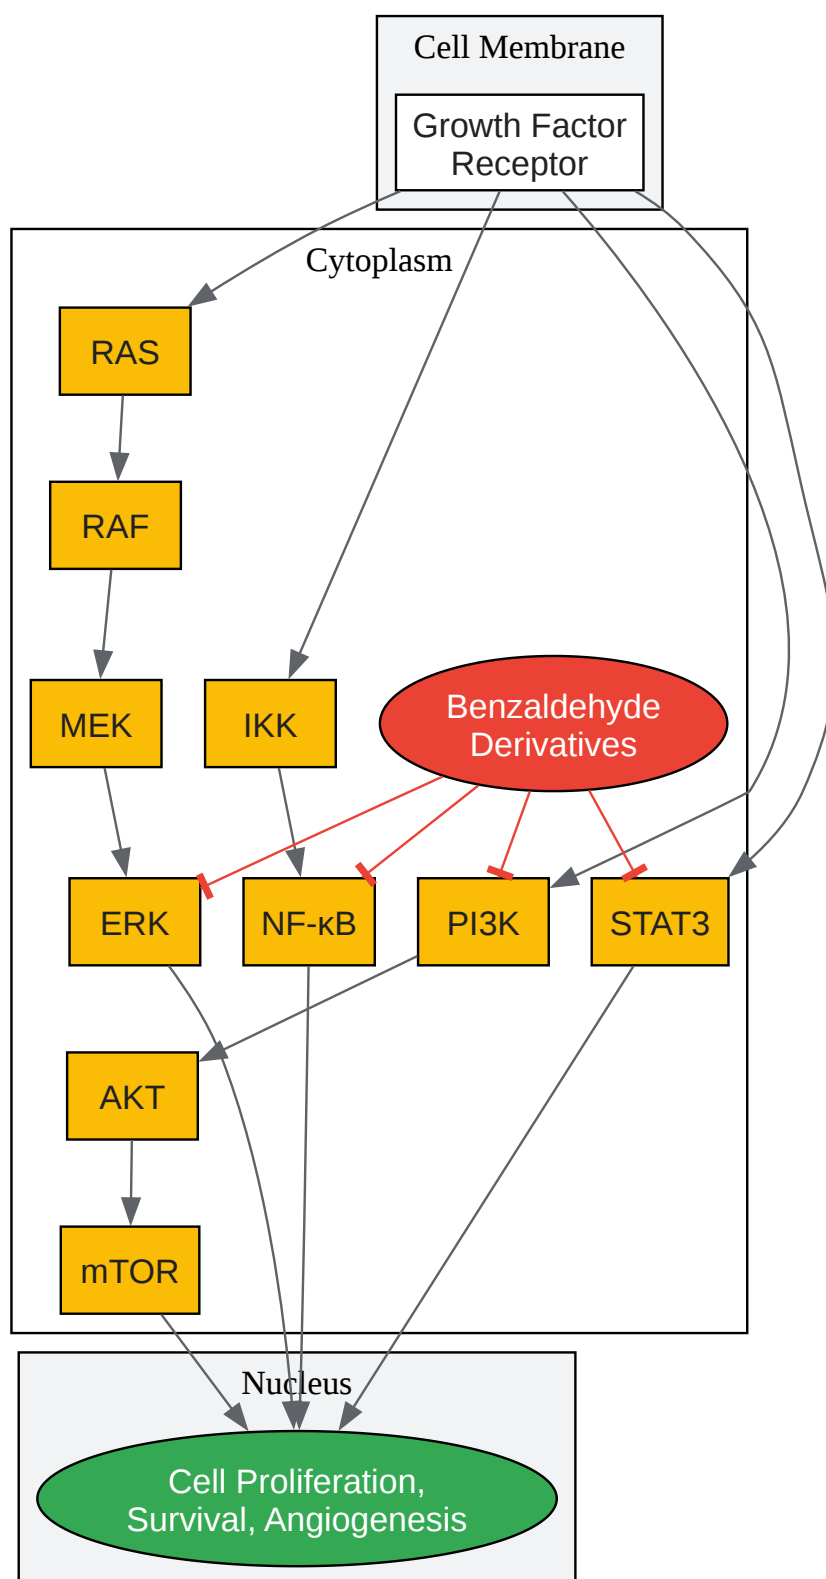 Cell Membrane
Growth Factor
Receptor
Cytoplasm
RAS
RAF
MEK
IKK
Benzaldehyde
Derivatives
ERK
NF-κB
PI3K
STAT3
AKT
mTOR
Nucleus
Cell Proliferation,
Survival, Angiogenesis